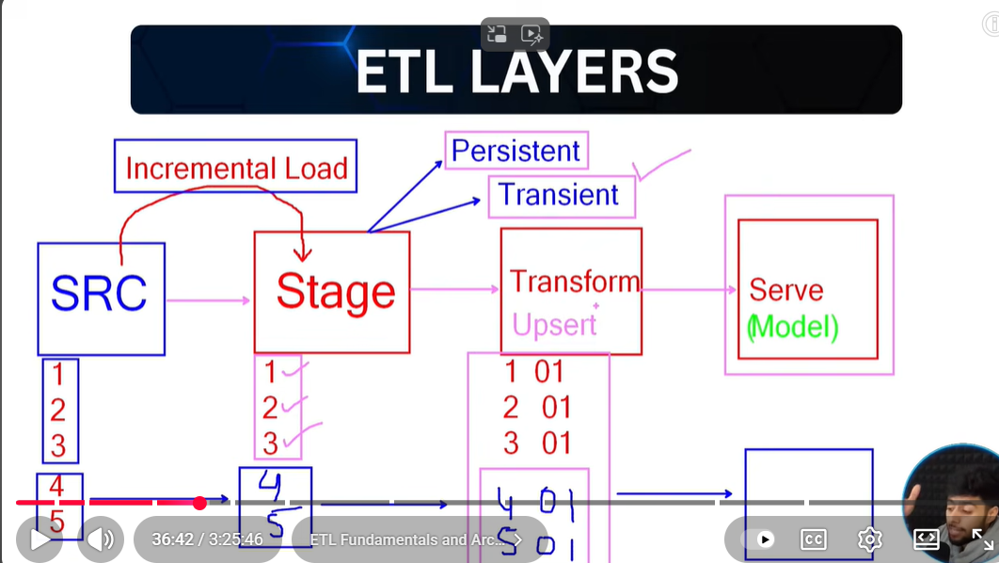 ETL LAYERS
Persistent
Incremental Load
Transient
SRC
Stage
Transform
Upsert
Serve
(Model)
1
2
3
1
2
3
1 01
2 01
3 01
4
5
4
5
4 01
5 01
36:42 / 3:25:46
ETL Fundamentals and Arc...
CC